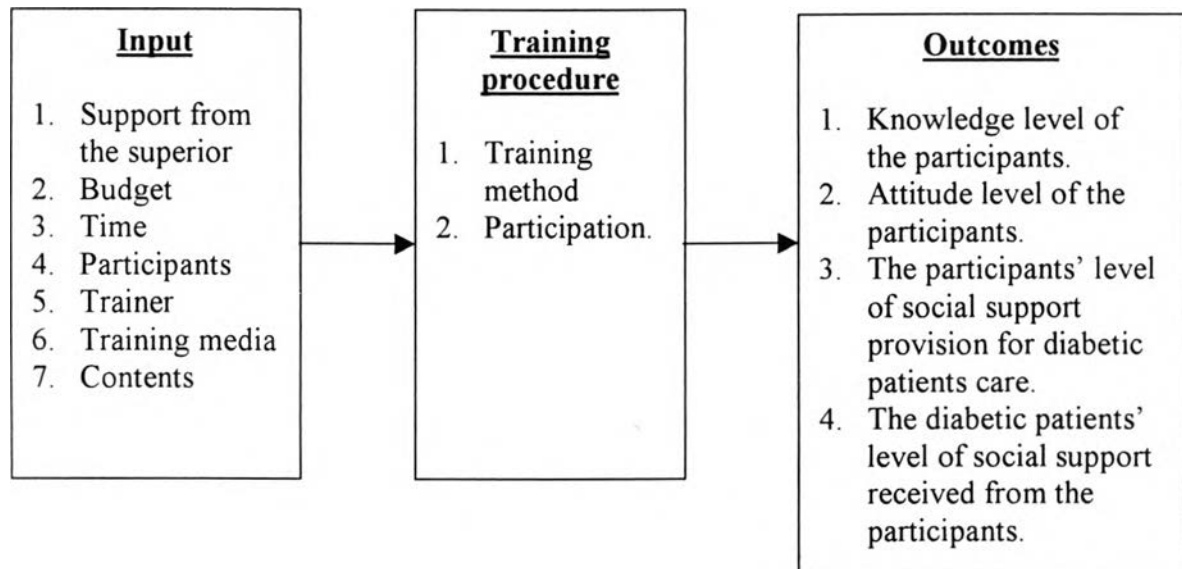 Input
1. Support from
the superior
2. Budget
3. Time
4. Participants
5. Trainer
6. Training media
7. Contents
Training
procedure
1. Training
method
2. Participation.
Outcomes
1. Knowledge level of
the participants.
2. Attitude level of the
participants.
3. The participants' level
of social support
provision for diabetic
patients care.
4. The diabetic patients'
level of social support
received from the
participants.